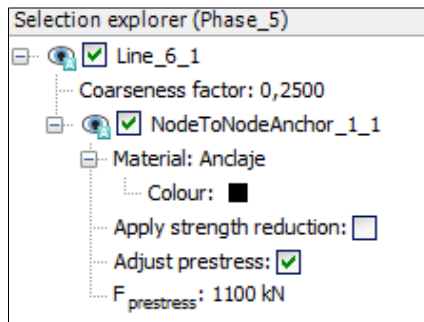 Selection explorer (Phase_5)
Line_6_1
Coarseness factor: 0,2500
NodeToNodeAnchor_1_1
Material: Anclaje
Colour:
Apply strength reduction:
Adjust prestress:
Fprestress: 1100 kN